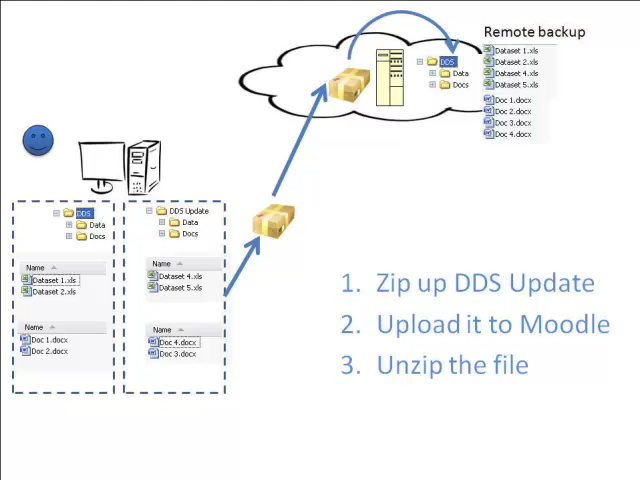 Remote backup
DDS
Data
Docs
Dataset 1.xls
Dataset 2.xls
Dataset 4.xls
Dataset 5.xls
Doc 1.docx
Doc 2.docx
Doc 3.docx
Doc 4.docx
DDS
Data
Docs
Name
Dataset 1.xls
Dataset 2.xls
Name
Doc 1.docx
Doc 2.docx
DDS Update
Data
Docs
Name
Dataset 4.xls
Dataset 5.xls
Name
Doc 4.docx
Doc 3.docx
1. Zip up DDS Update
2. Upload it to Moodle
3. Unzip the file